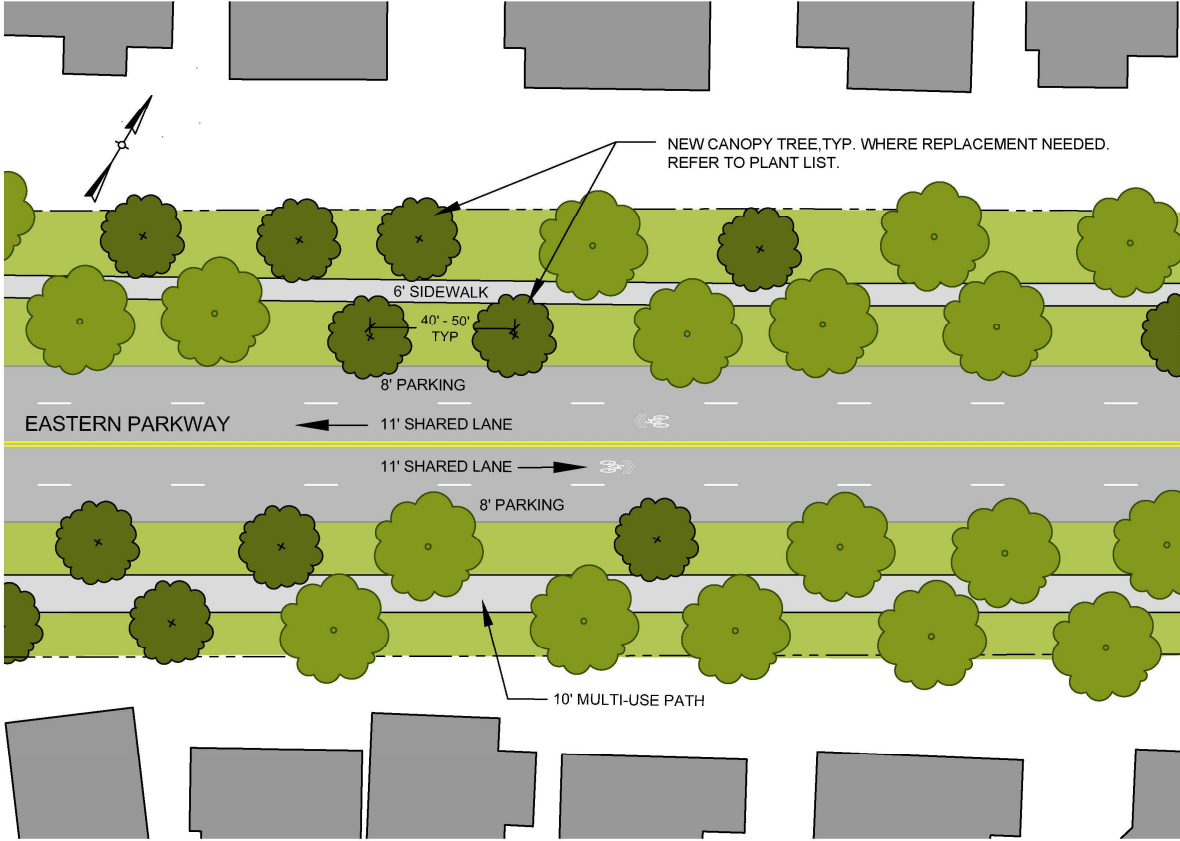 NEW CANOPY TREE,TYP. WHERE REPLACEMENT NEEDED.
REFER TO PLANT LIST.
6' SIDEWALK
40' - 50'
TYP
8' PARKING
EASTERN PARKWAY
11' SHARED LANE
11' SHARED LANE
8' PARKING
10' MULTI-USE PATH